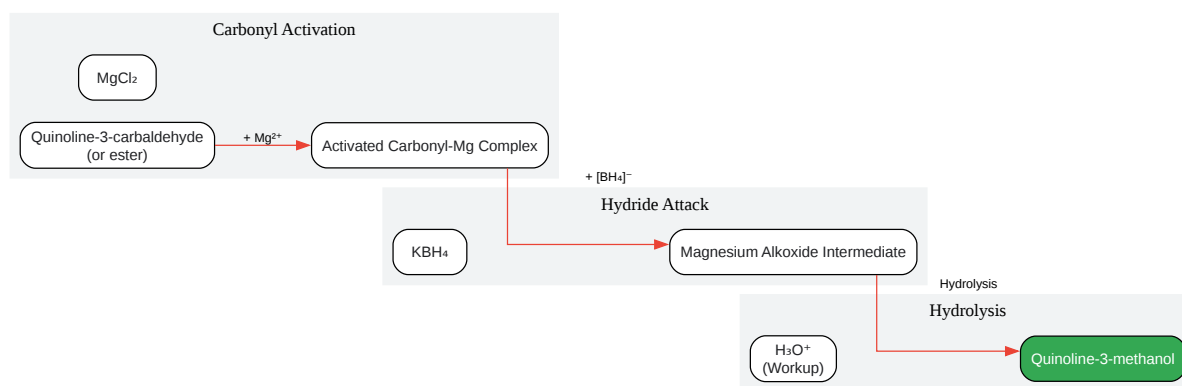 Carbonyl Activation
MgCl₂
Quinoline-3-carbaldehyde
(or ester)
+ Mg²⁺
Activated Carbonyl-Mg Complex
+ [BH₄]⁻
Hydride Attack
KBH₄
Magnesium Alkoxide Intermediate
Hydrolysis
Hydrolysis
H₃O⁺
(Workup)
Quinoline-3-methanol